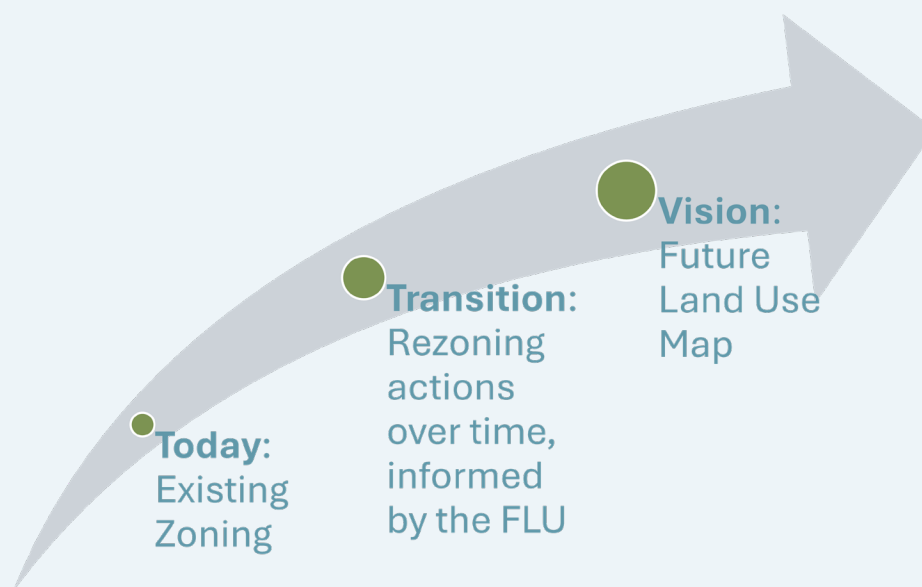 Today:
Existing
Zoning
Transition:
Rezoning
actions
over time,
informed
by the FLU
Vision:
Future
Land Use
Map